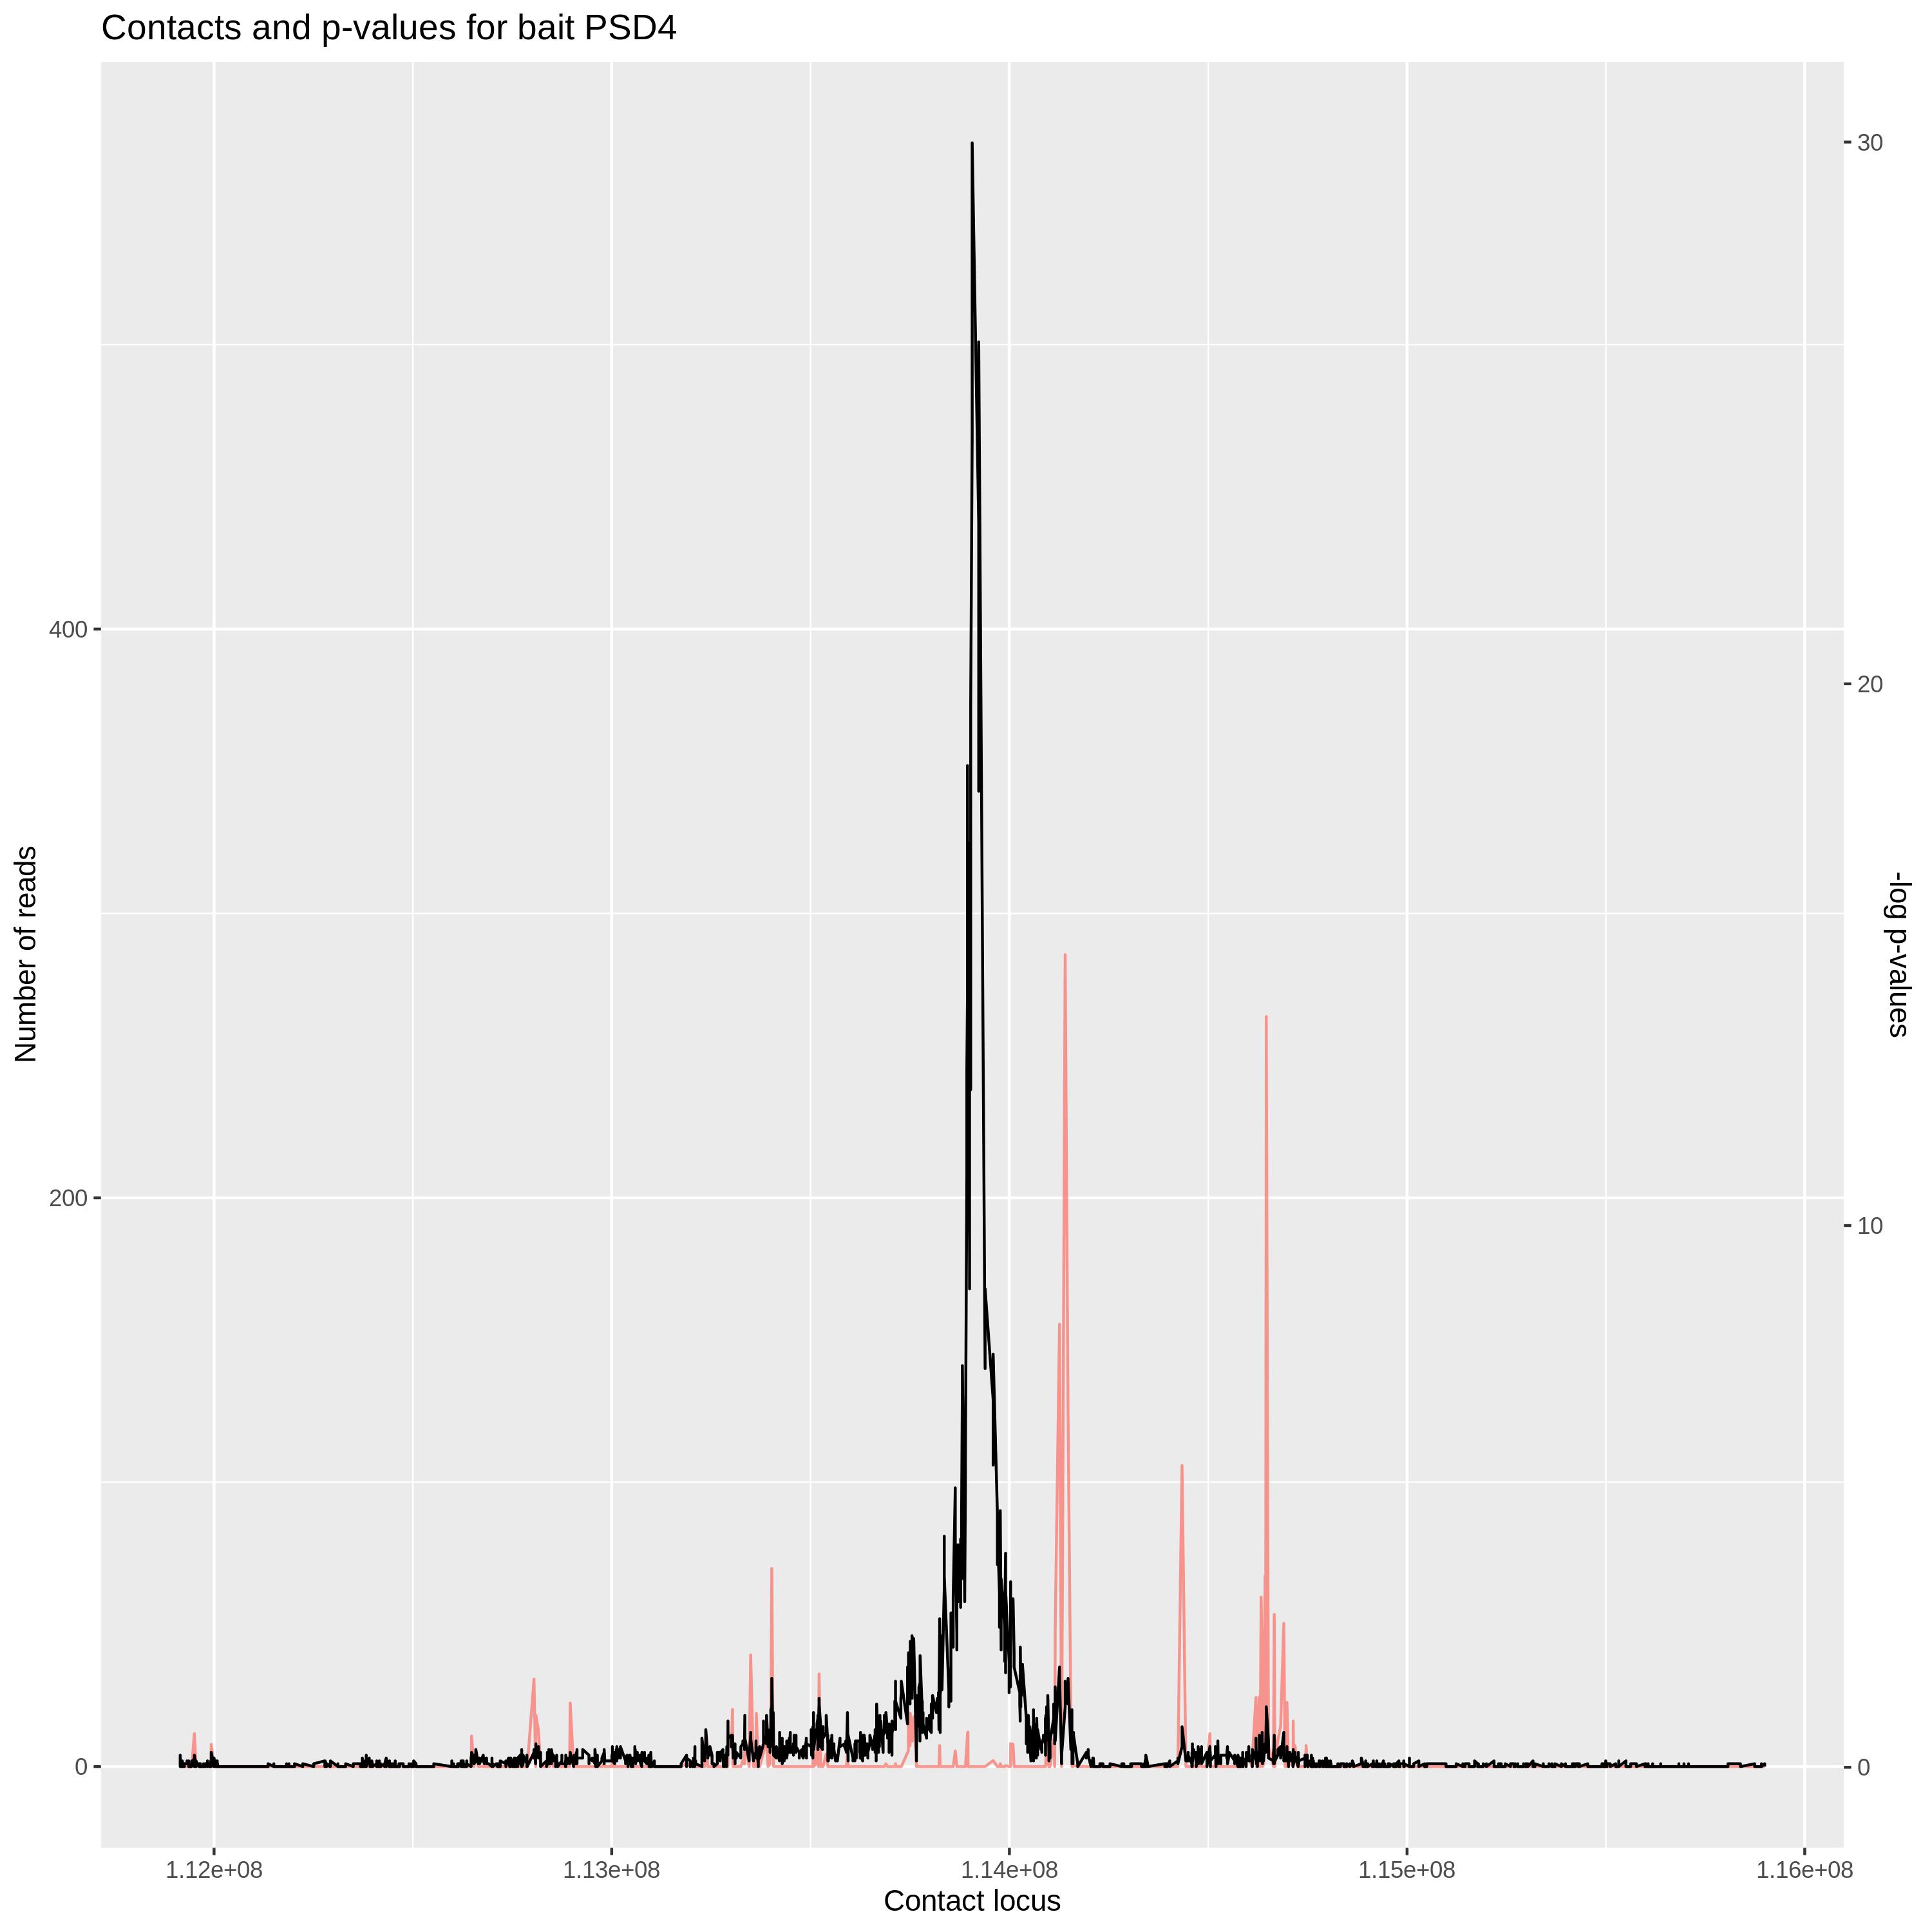 Contacts and p-values for bait PSD4
Number of reads
400
200
0
30
20
10
0
-log p-values
1.12e+08
1.13e+08
1.14e+08
1.15e+08
1.16e+08
Contact locus